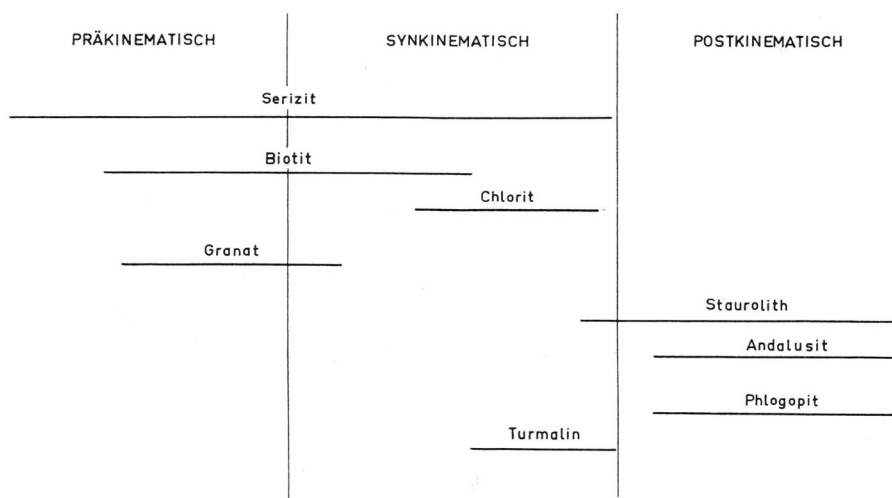 PRÄKINEMATISCH SYNKINEMATISCH POSTKINEMATISCH
Serizit
Biotit
Chlorit
Granat
Staurolith
Andalusit
Phlogopit
Turmalin